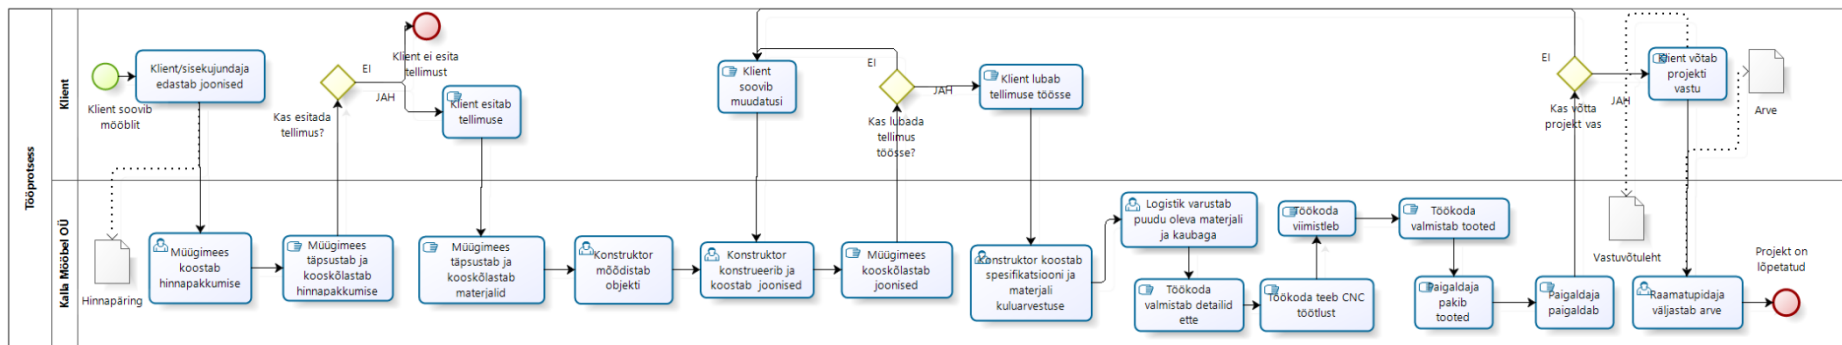 Tööprotsess
Klient
Kalla Mööbel OÜ
Klient soovib
mööblit
Klient/sisekujundaja
edastab joonised
Hinnapäring
Müügimees
koostab
hinnapakkumise
Müügimees
täpsustab ja
kooskõlastab
hinnapakkumise
Kas esitada
tellimus?
EI
JAH
Klient ei esita
tellimust
Klient esitab
tellimuse
Müügimees
täpsustab ja
kooskõlastab
materjalid
Konstruktor
mõõdistab
objekti
Konstruktor
konstrueerib ja
koostab joonised
Klient
soovib
muudatusi
Müügimees
kooskõlastab
joonised
EI
Kas lubada
tellimus
töösse?
JAH
Klient lubab
tellimuse töösse
Konstruktor koostab
spesifikatsiooni ja
materjali
kuluarvestuse
Logistik varustab
puudu oleva materjali
ja kaubaga
Töökoda
valmistab detailid
ette
Töökoda teeb CNC
töötlust
Töökoda
viimistleb
Töökoda
valmistab tooted
Paigaldaja
pakib
tooted
Paigaldaja
paigaldab
EI
Kas võtta
projekt vas
JAH
Klient võtab
projekti
vastu
Vastuvõtuleht
Arve
Raamatupidaja
väljastab arve
Projekt on
lõpetatud